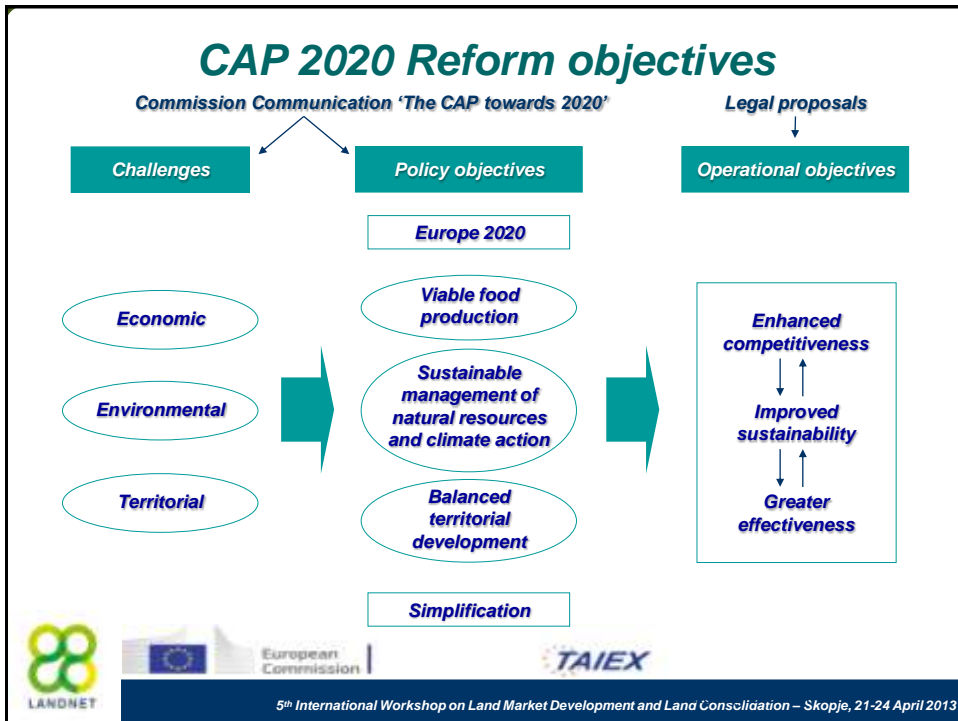 CAP 2020 Reform objectives
Commission Communication ‘The CAP towards 2020’
Legal proposals
Challenges
Policy objectives
Operational objectives
Europe 2020
Economic
Environmental
Territorial
Viable food
production
Sustainable
management of
natural resources
and climate action
Balanced
territorial
development
Simplification
Enhanced
competitiveness
Improved
sustainability
Greater
effectiveness
LANDNET
European
Commission
TAIEX
5th International Workshop on Land Market Development and Land Consolidation – Skopje, 21-24 April 2013